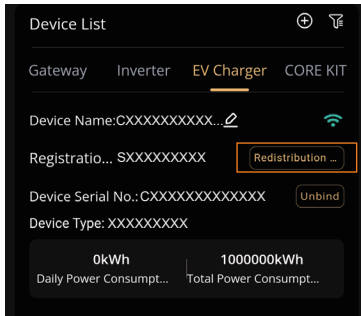 Device List
Gateway Inverter EV Charger CORE KIT
Device Name:CXXXXXXXXXX...
Registratio... SXXXXXXXXX Redistribution ...
Device Serial No.: CXXXXXXXXXXXXX Unbind
Device Type: XXXXXXXXX
0kWh 1000000kWh
Daily Power Consumpt... Total Power Consumpt...